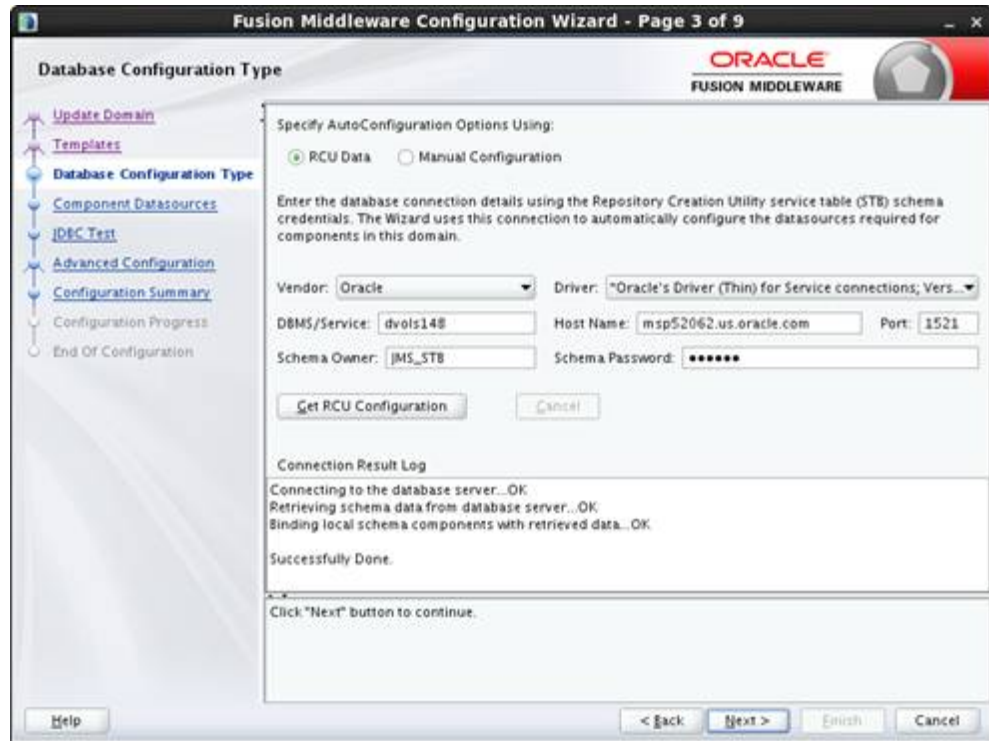 Fusion Middleware Configuration Wizard - Page 3 of 9
Database Configuration Type
ORACLE
FUSION MIDDLEWARE
Update Domain
Templates
Database Configuration Type
Component Datasources
JDBC Test
Advanced Configuration
Configuration Summary
Configuration Progress
End Of Configuration
Specify AutoConfiguration Options Using:
RCU Data
Manual Configuration
Enter the database connection details using the Repository Creation Utility service table (STB) schema
credentials. The Wizard uses this connection to automatically configure the datasources required for
components in this domain.
Vendor: Oracle
Driver: *Oracle's Driver (Thin) for Service connections; Vers...
DBMS/Service: dvols148
Host Name: msp52062.us.oracle.com
Port: 1521
Schema Owner: JMS_STB
Schema Password: ••••••
Get RCU Configuration
Cancel
Connection Result Log
Connecting to the database server...OK
Retrieving schema data from database server...OK
Binding local schema components with retrieved data...OK
Successfully Done.
Click "Next" button to continue.
Help
< Back
Next >
Finish
Cancel